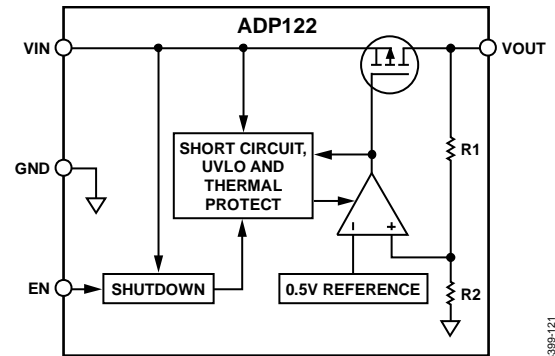 ADP122
VIN
VOUT
SHORT CIRCUIT,
UVLO AND
THERMAL
PROTECT
R1
GND
– +
EN
SHUTDOWN
0.5V REFERENCE
R2
399-121